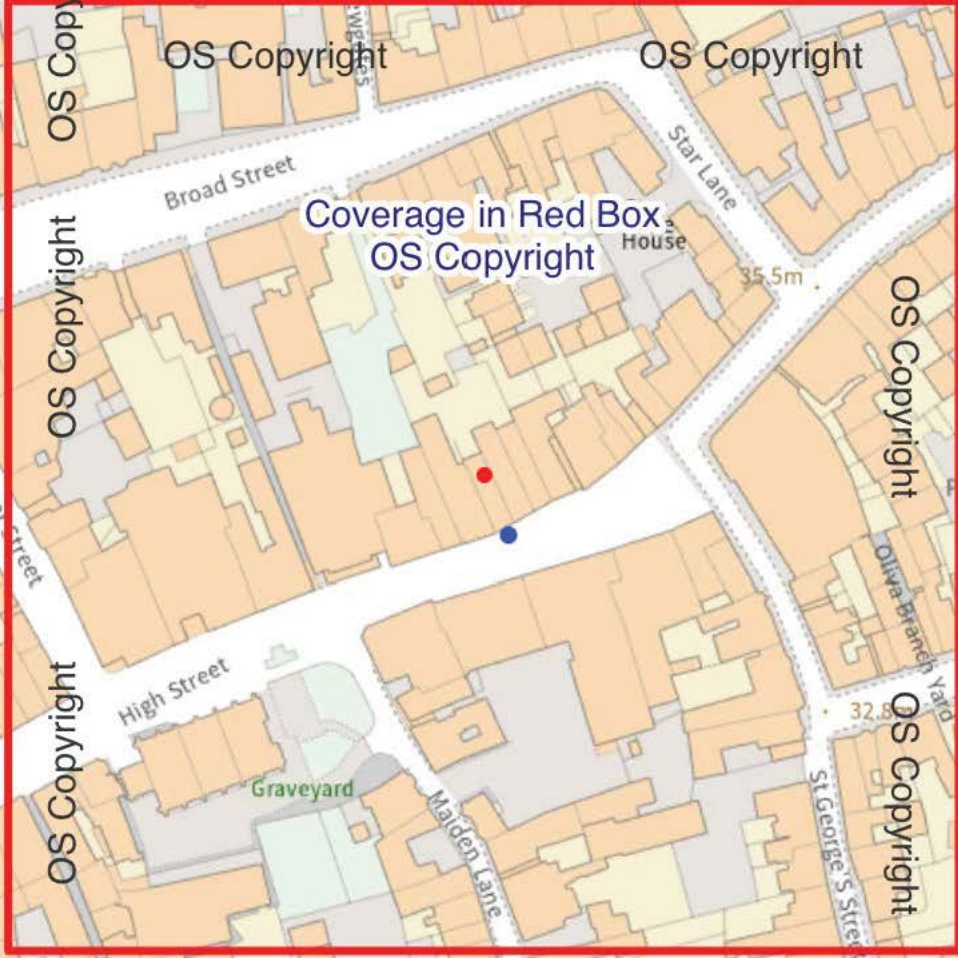 OS Copy
OS Copyright
OS Copyright
Broad Street
Star Lane
Coverage in Red Box
OS Copyright
House
35.5m
OS Copyright
OS Copyright
Street
Oliva Branch Yard
High Street
OS Copyright
32.8
OS Copyright
Graveyard
Maiden Lane
St George'S Stree